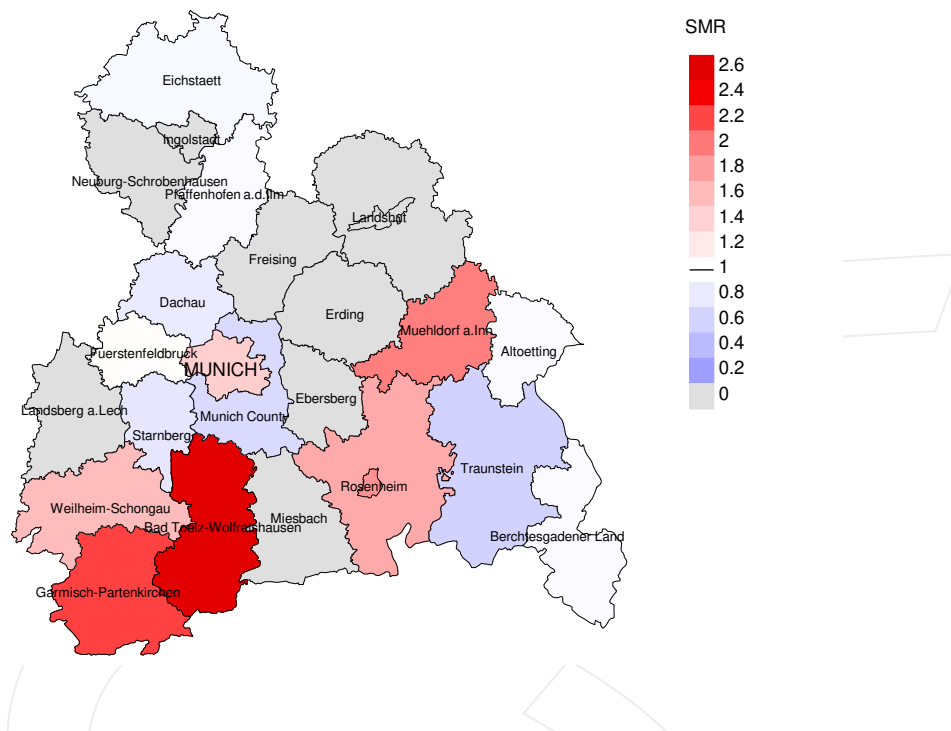 SMR
2.6
2.4
2.2
2
1.8
1.6
1.4
1.2
1
0.8
0.6
0.4
0.2
0
Eichstaett
Ingolstadt
Neuburg-Schrobenhausen
Pfaffenhofen a.d.Ilm
Landshut
Freising
Dachau
Erding
Muehldorf a.Inn
Fuerstenfeldbruck
Altoetting
MUNICH
Ebersberg
Landsberg a.Lech
Munich County
Starnberg
Traunstein
Rosenheim
Weilheim-Schongau
Miesbach
Bad Toelz-Wolfratshausen
Berchtesgadener Land
Garmisch-Partenkirchen